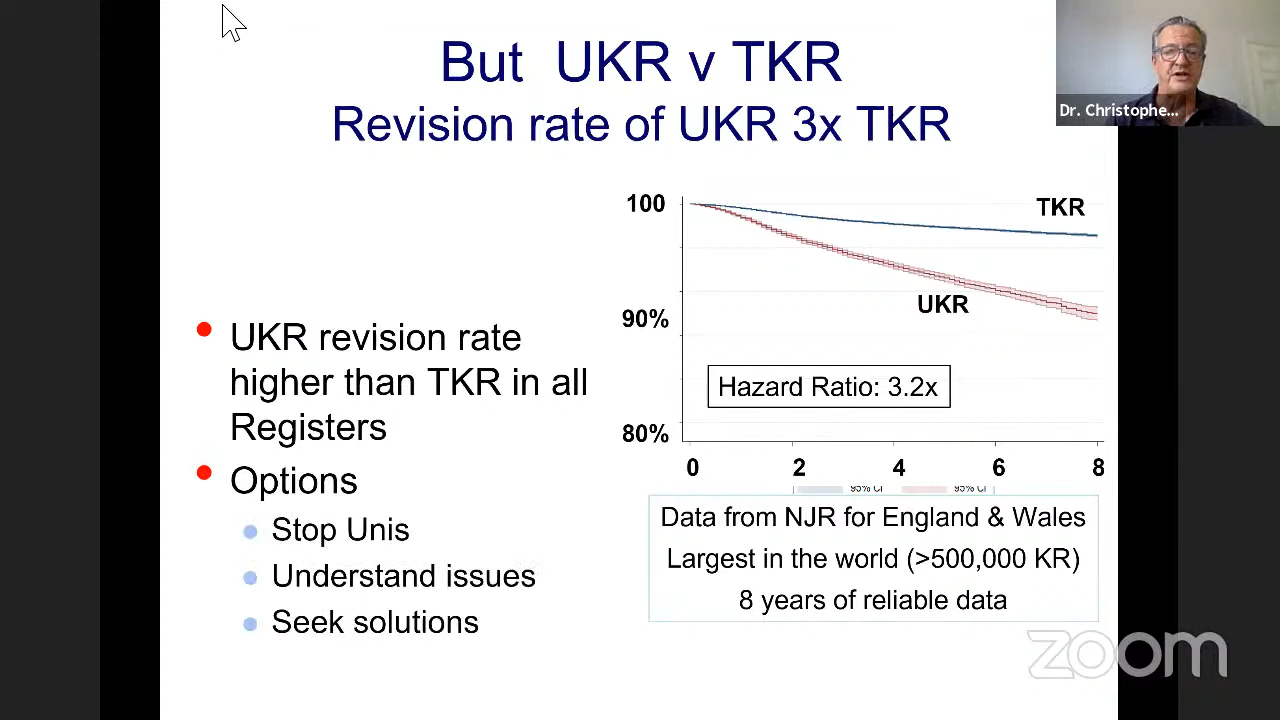 But UKR v TKR
Revision rate of UKR 3x TKR
Dr. Christophe...
UKR revision rate
higher than TKR in all
Registers
Options
Stop Unis
Understand issues
Seek solutions
100
90%
80%
TKR
UKR
Hazard Ratio: 3.2x
0 2 4 6 8
95% CI 95% CI
Data from NJR for England & Wales
Largest in the world (>500,000 KR)
8 years of reliable data
zoom